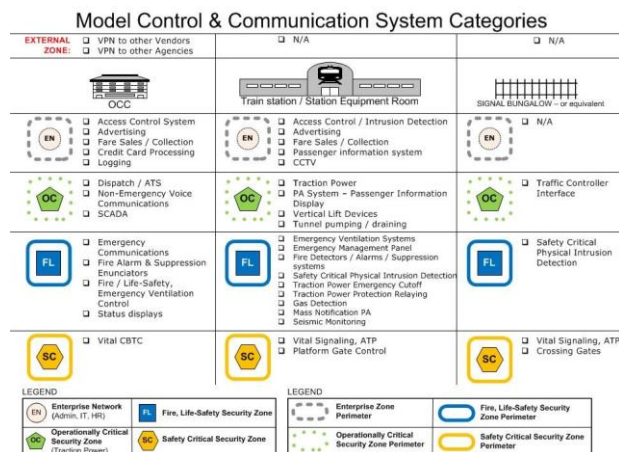 Model Control & Communication System Categories
EXTERNAL ZONE:
VPN to other Vendors
VPN to other Agencies
N/A
N/A
OCC
Train station / Station Equipment Room
SIGNAL BUNGALOW – or equivalent
EN
Access Control System
Advertising
Fare Sales / Collection
Credit Card Processing
Logging
EN
Access Control / Intrusion Detection
Advertising
Fare Sales / Collection
Passenger information system
CCTV
EN
N/A
OC
Dispatch / ATS
Non-Emergency Voice
Communications
SCADA
OC
Traction Power
PA System – Passenger Information
Display
Vertical Lift Devices
Tunnel pumping / draining
OC
Traffic Controller
Interface
FL
Emergency
Communications
Fire Alarm & Suppression
Enunciators
Fire / Life-Safety,
Emergency Ventilation
Control
Status displays
FL
Emergency Ventilation Systems
Emergency Management Panel
Fire Detectors / Alarms / Suppression
systems
Safety Critical Physical Intrusion Detection
Traction Power Emergency Cutoff
Traction Power Protection Relaying
Gas Detection
Mass Notification PA
Seismic Monitoring
FL
Safety Critical
Physical Intrusion
Detection
SC
Vital CBTC
SC
Vital Signaling, ATP
Platform Gate Control
SC
Vital Signaling, ATP
Crossing Gates
LEGEND
EN
Enterprise Network
(Admin, IT, HR)
FL
Fire, Life-Safety Security Zone
OC
Operationally Critical
Security Zone
(Traction Power)
SC
Safety Critical Security Zone
LEGEND
Enterprise Zone
Perimeter
Fire, Life-Safety Security
Zone Perimeter
Operationally Critical
Security Zone Perimeter
Safety Critical Security Zone
Perimeter